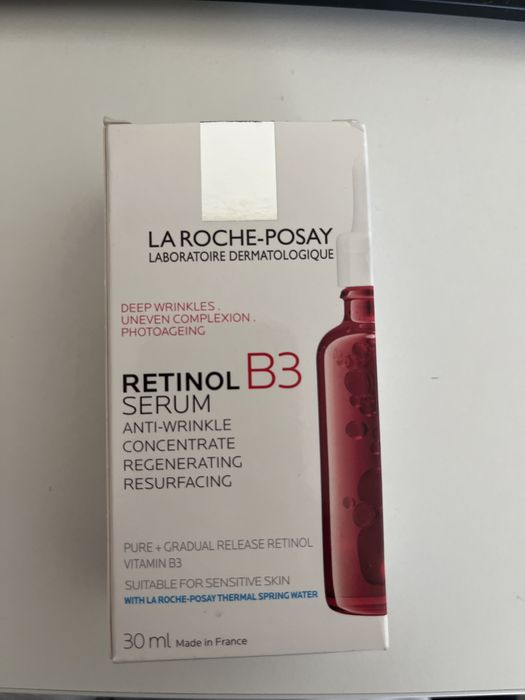 LA ROCHE-POSAY
LABORATOIRE DERMATOLOGIQUE
DEEP WRINKLES .
UNEVEN COMPLEXION .
PHOTOAGEING
RETINOL B3
SERUM
ANTI-WRINKLE
CONCENTRATE
REGENERATING
RESURFACING
PURE + GRADUAL RELEASE RETINOL
VITAMIN B3
SUITABLE FOR SENSITIVE SKIN
WITH LA ROCHE-POSAY THERMAL SPRING WATER
30 ml Made in France